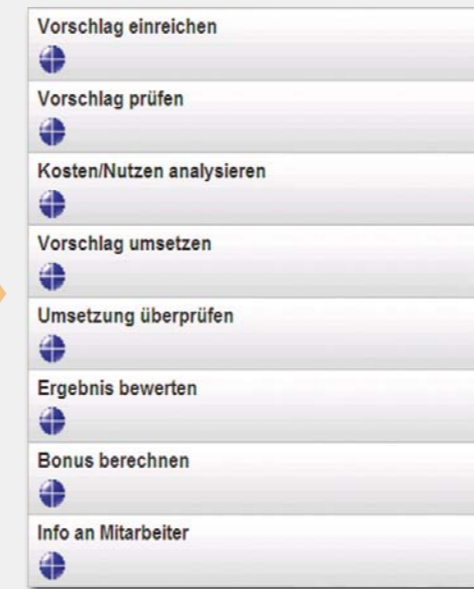 Vorschlag einreichen
Vorschlag prüfen
Kosten/Nutzen analysieren
Vorschlag umsetzen
Umsetzung überprüfen
Ergebnis bewerten
Bonus berechnen
Info an Mitarbeiter